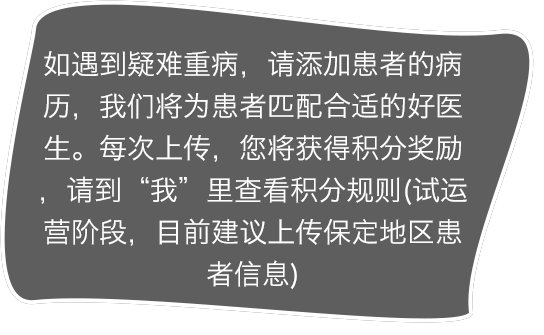 如遇到疑难重病，请添加患者的病
历，我们将为患者匹配合适的好医
生。每次上传，您将获得积分奖励
，请到“我”里查看积分规则(试运
营阶段，目前建议上传保定地区患
者信息)